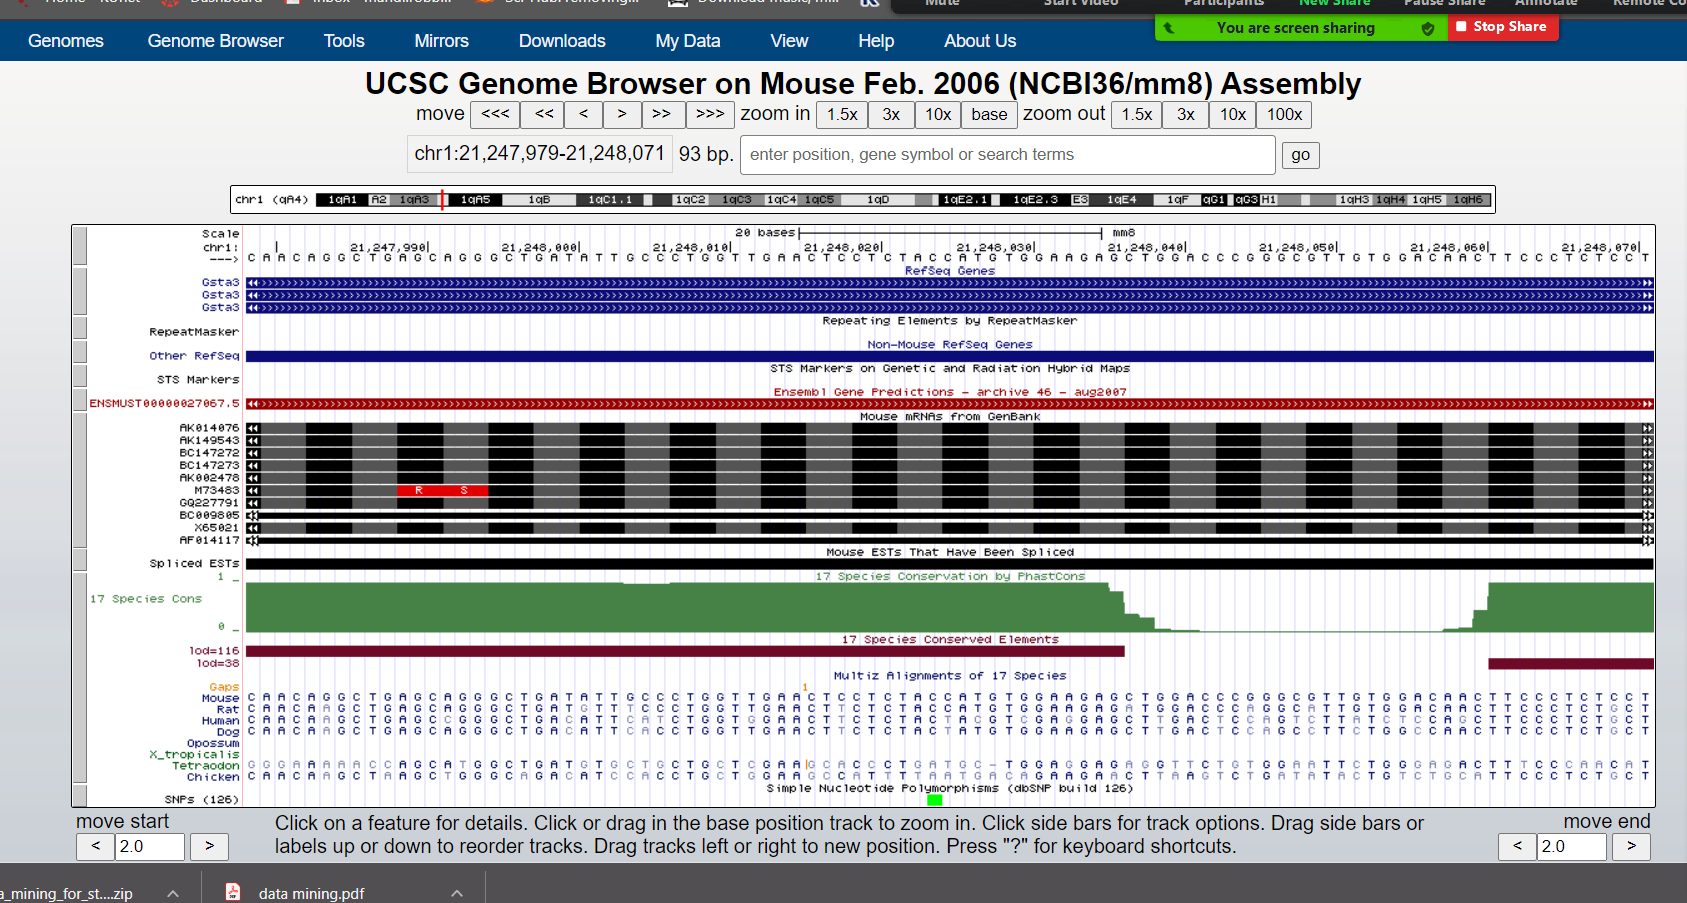 Mute Start Video Participants New Share Pause Share Annotate
You are screen sharing Stop Share
Genomes Genome Browser Tools Mirrors Downloads My Data View Help About Us
UCSC Genome Browser on Mouse Feb. 2006 (NCBI36/mm8) Assembly
move <<< << < > >> >>> zoom in 1.5x 3x 10x base zoom out 1.5x 3x 10x 100x
chr1:21,247,979-21,248,071 93 bp. enter position, gene symbol or search terms go
chr1 (qA4) 1qA1 A2 1qA3 1qA5 1qB 1qC1.1 1qC2 1qC3 1qC4 1qC5 1qD 1qE2.1 1qE2.3 E3 1qE4 1qF qG1 qG3 H1 1qH3 1qH4 1qH5 1qH6
Scale 20 bases mm8
chr1: 21,247,990 21,248,000 21,248,010 21,248,020 21,248,030 21,248,040 21,248,050 21,248,060 21,248,070
---> C A A C A G G C T G A G C A G G G C T G A T A T T G C C C T G G T T G A A C T C C T C T A C C A T G T G G A A G A G C T G G A C C C G G G C G T T G T G G A C A A C T T C C C T C T C C T
RefSeq Genes
Gsta3
Gsta3
Gsta3
Repeating Elements by RepeatMasker
RepeatMasker
Non-Mouse RefSeq Genes
Other RefSeq
STS Markers on Genetic and Radiation Hybrid Maps
STS Markers
Ensembl Gene Predictions - archive 46 - aug2007
ENSMUST00000027067.5
Mouse mRNAs from GenBank
AK014076
AK149543
BC147272
BC147273
AK002478
M73483 R S
GQ227791
BC009805
X65021
AF014117
Mouse ESTs That Have Been Spliced
Spliced ESTs
1 _ 17 Species Conservation by PhastCons
17 Species Cons
0 _
17 Species Conserved Elements
lod=116
lod=38
Multiz Alignments of 17 Species
Gaps 1
Mouse C A A C A G G C T G A G C A G G G C T G A T A T T G C C C T G G T T G A A C T C C T C T A C C A T G T G G A A G A G C T G G A C C C G G G C G T T G T G G A C A A C T T C C C T C T C C T
Rat
Human
Dog
Opossum
X_tropicalis
Tetraodon
Chicken
Simple Nucleotide Polymorphisms (dbSNP build 126)
SNPs (126)
move start Click on a feature for details. Click or drag in the base position track to zoom in. Click side bars for track options. Drag side bars or move end
< 2.0 > labels up or down to reorder tracks. Drag tracks left or right to new position. Press "?" for keyboard shortcuts. < 2.0 >
a_mining_for_st....zip data mining.pdf